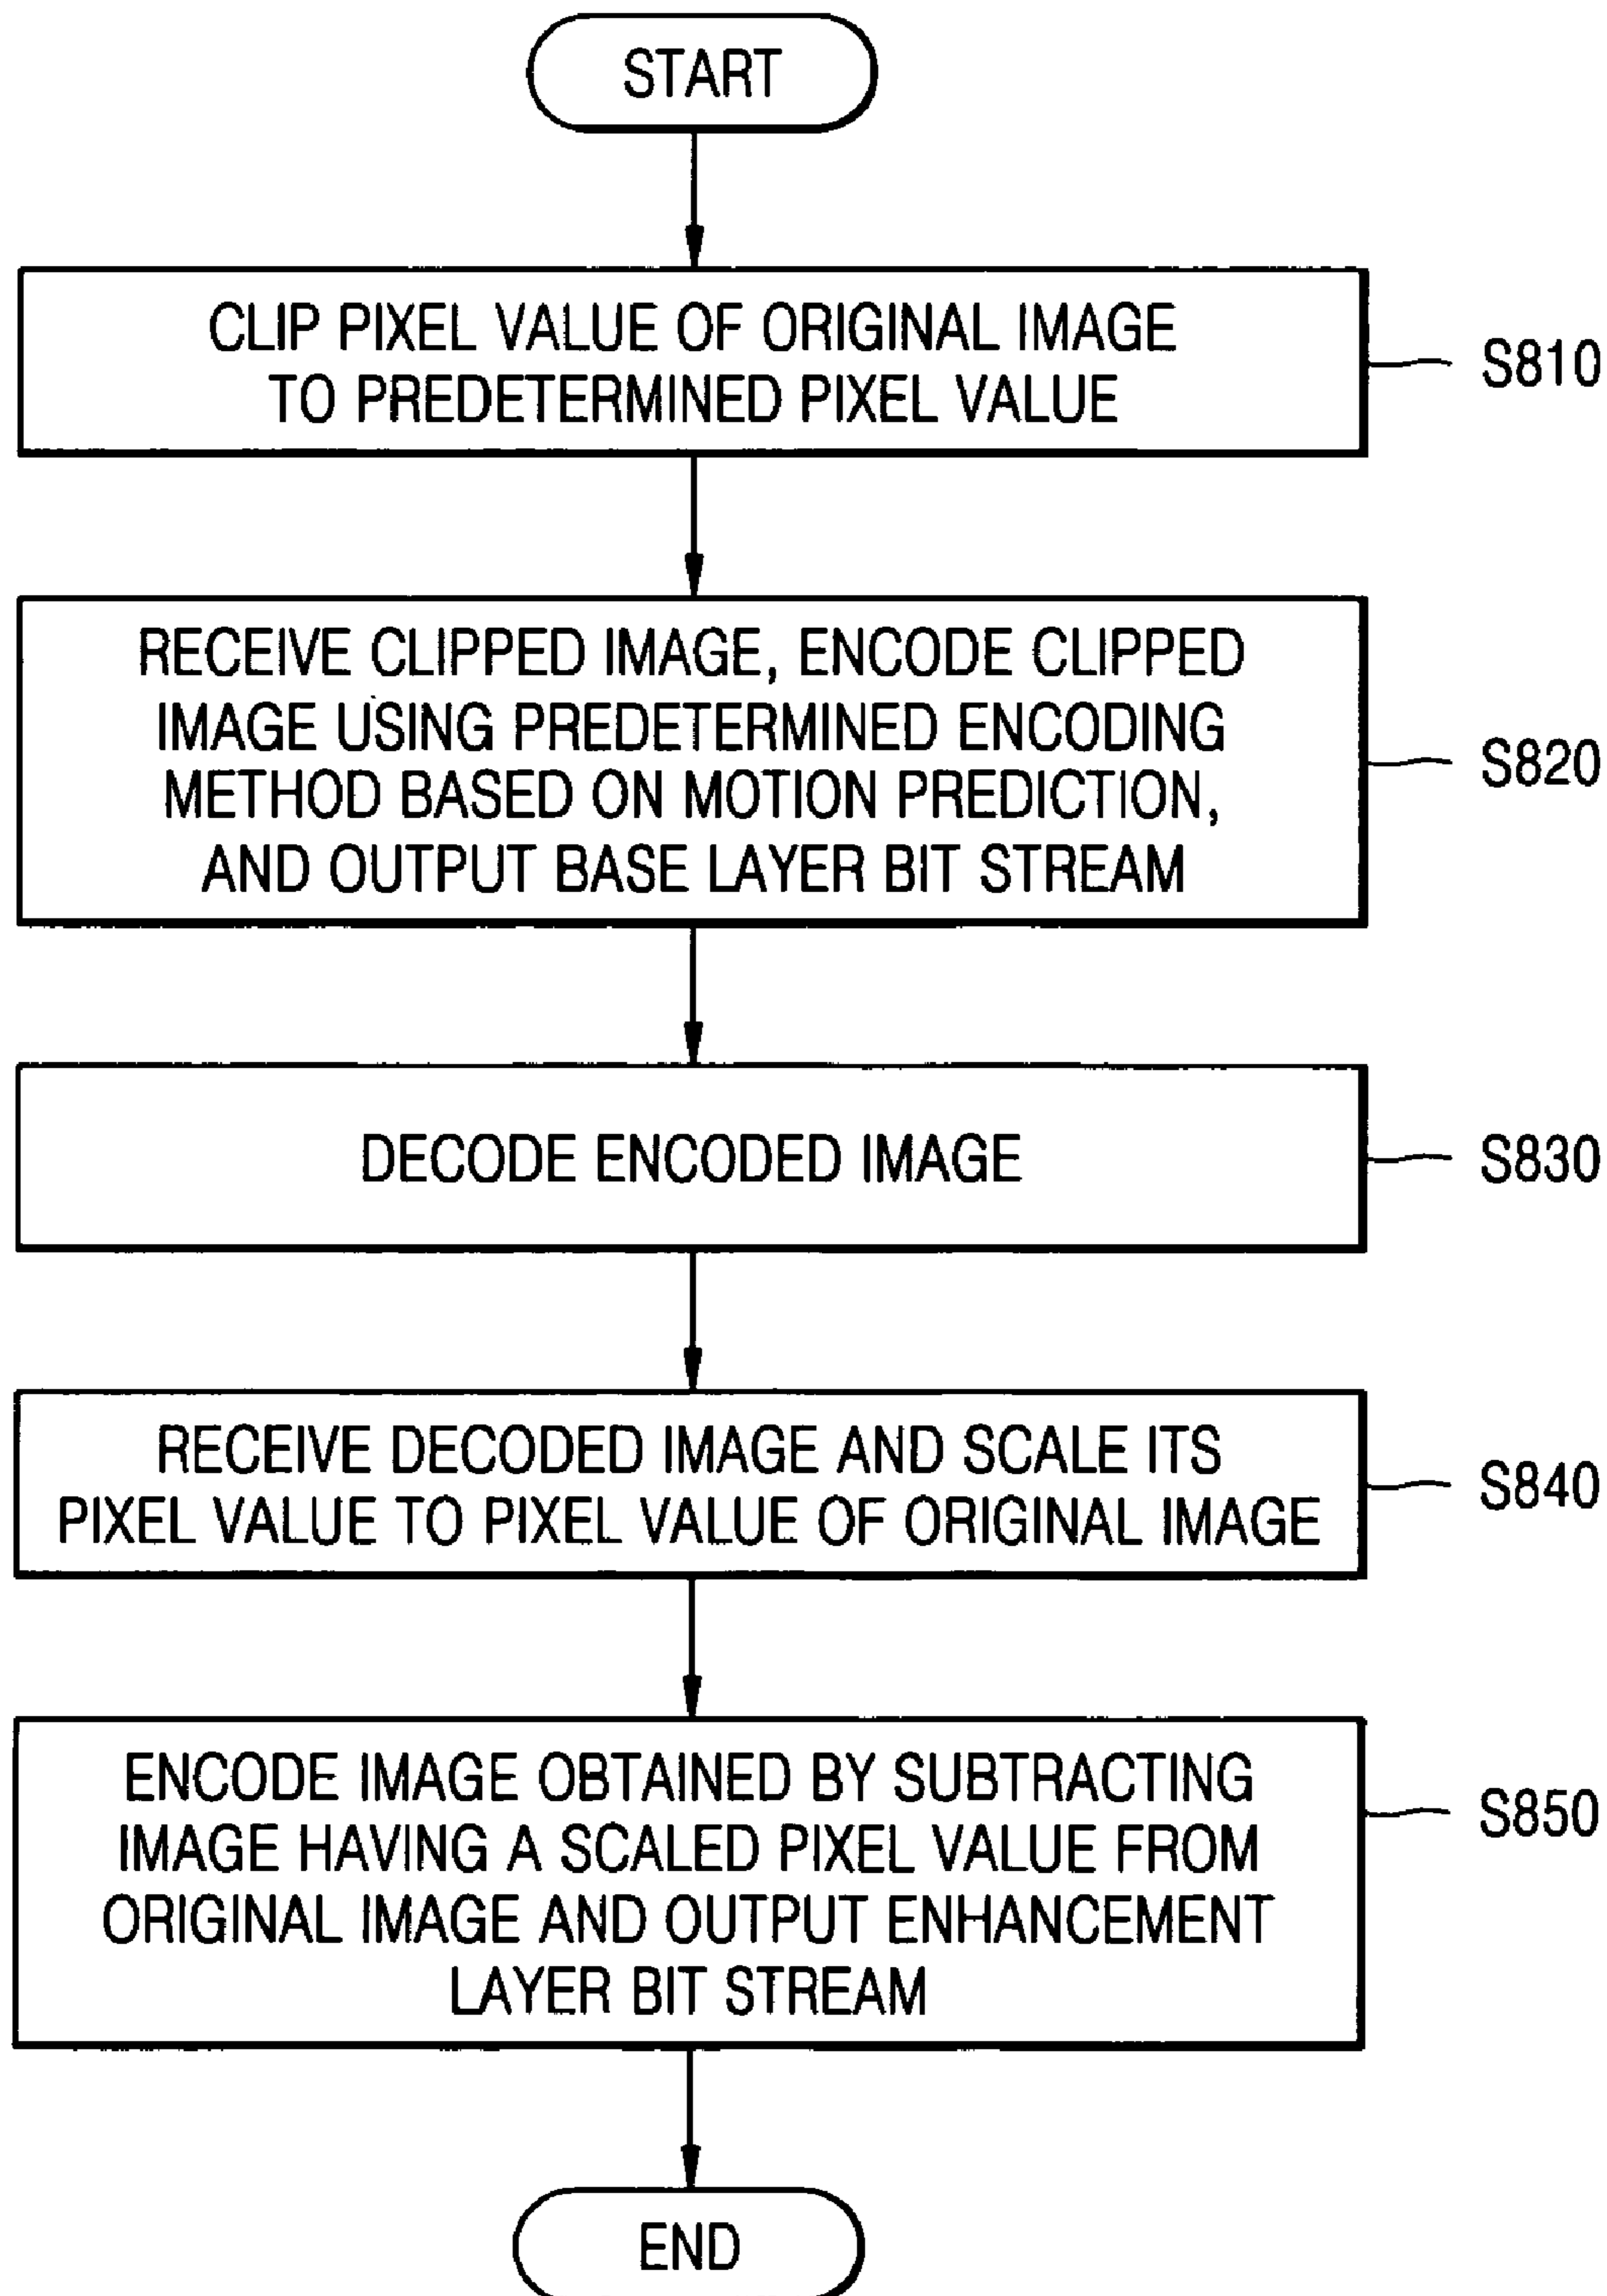 START
CLIP PIXEL VALUE OF ORIGINAL IMAGE
TO PREDETERMINED PIXEL VALUE
S810
RECEIVE CLIPPED IMAGE, ENCODE CLIPPED
IMAGE USING PREDETERMINED ENCODING
METHOD BASED ON MOTION PREDICTION,
AND OUTPUT BASE LAYER BIT STREAM
S820
DECODE ENCODED IMAGE
S830
RECEIVE DECODED IMAGE AND SCALE ITS
PIXEL VALUE TO PIXEL VALUE OF ORIGINAL IMAGE
S840
ENCODE IMAGE OBTAINED BY SUBTRACTING
IMAGE HAVING A SCALED PIXEL VALUE FROM
ORIGINAL IMAGE AND OUTPUT ENHANCEMENT
LAYER BIT STREAM
S850
END